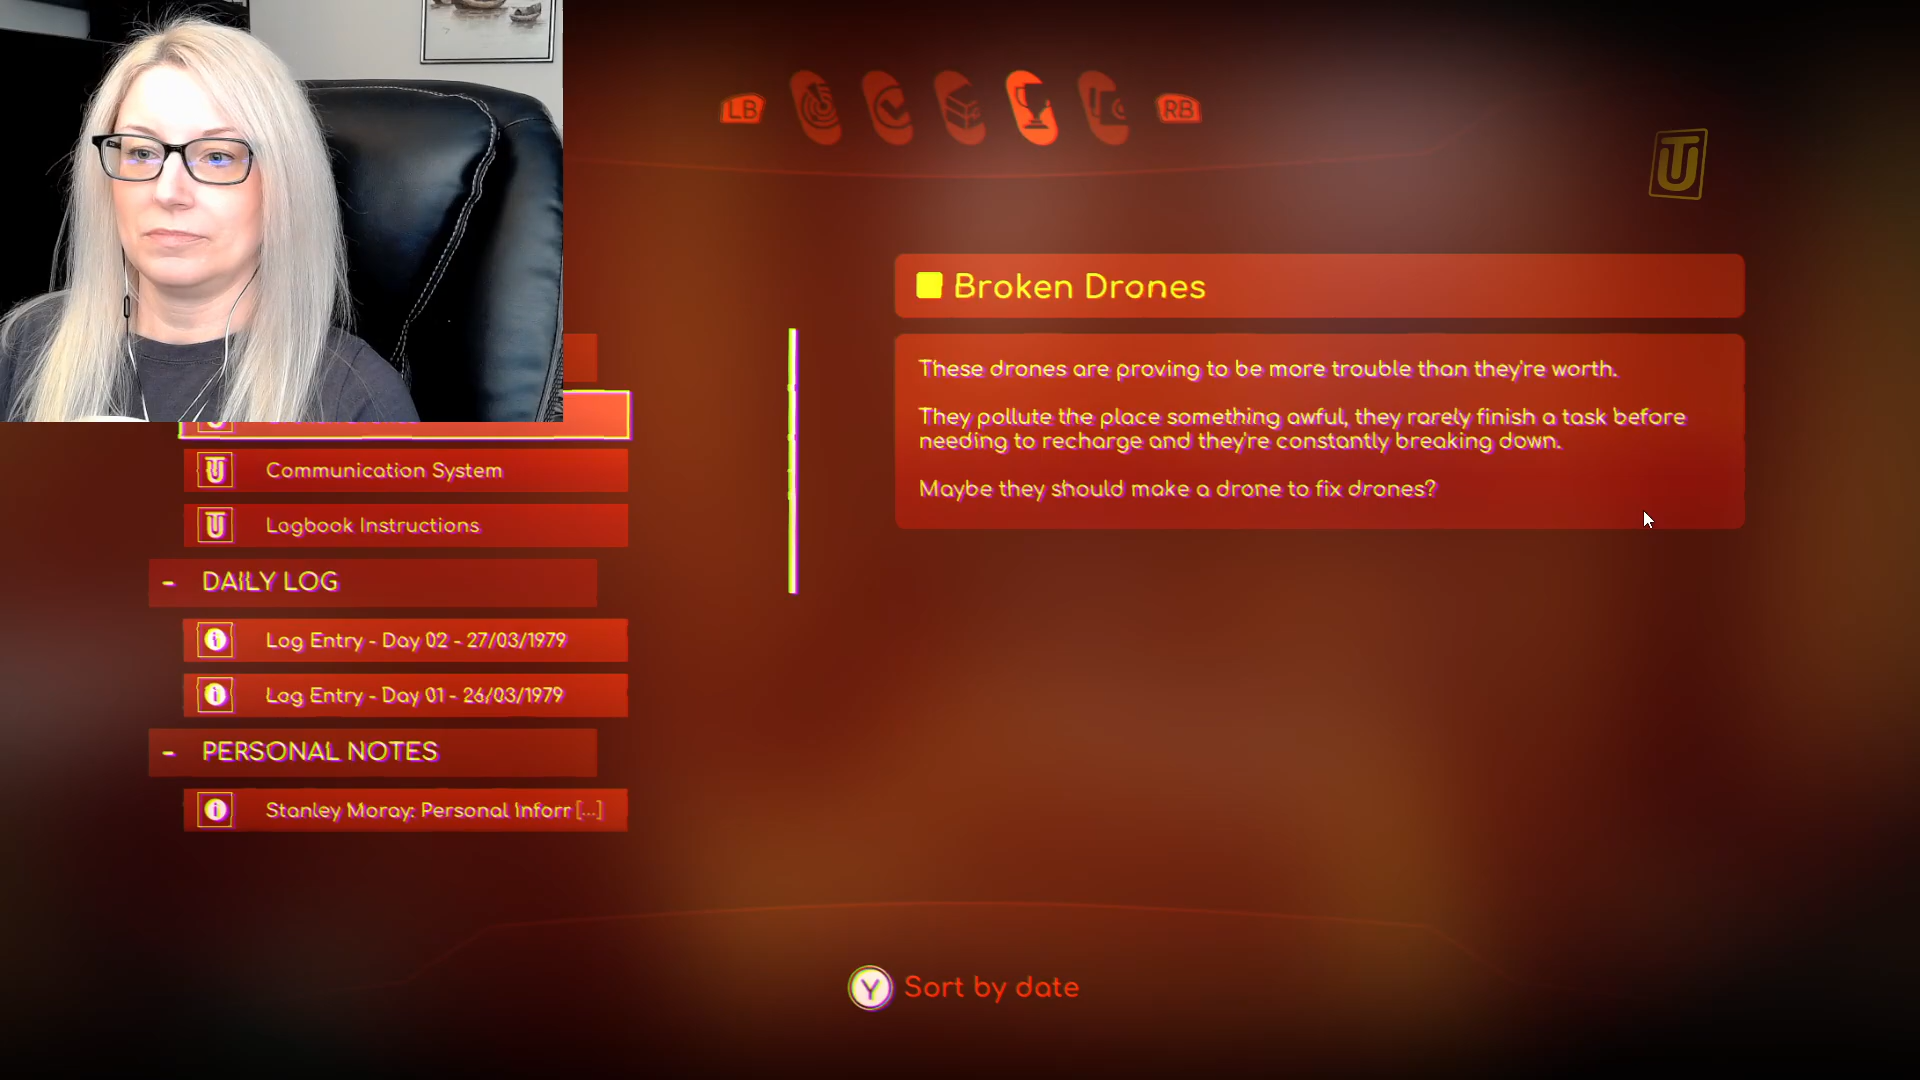 LB
RB
TU
Broken Drones
These drones are proving to be more trouble than they're worth.
They pollute the place something awful, they rarely finish a task before
needing to recharge and they're constantly breaking down.
Maybe they should make a drone to fix drones?
Communication System
Logbook Instructions
- DAILY LOG
Log Entry - Day 02 - 27/03/1979
Log Entry - Day 01 - 26/03/1979
- PERSONAL NOTES
Stanley Moray: Personal Inforr [...]
Y Sort by date